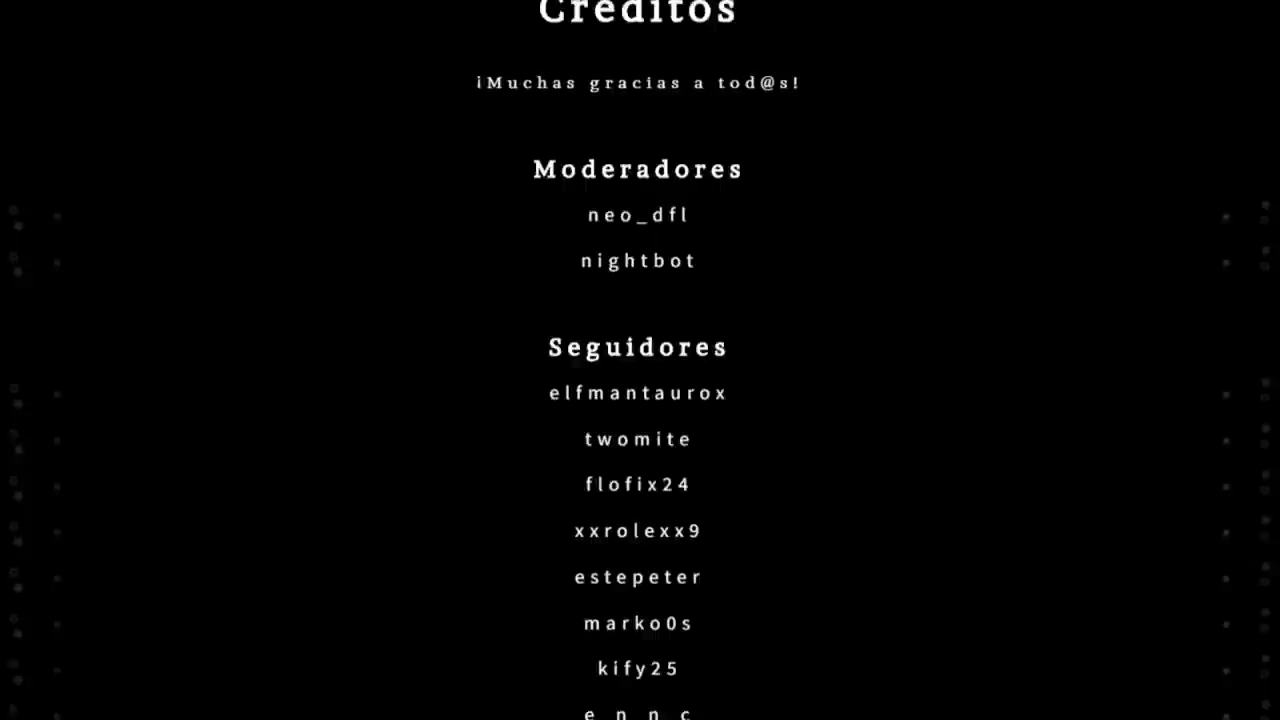 Créditos
¡Muchas gracias a tod@s!
Moderadores
neo_dfl
nightbot
Seguidores
elfmantaurox
twomite
flofix24
xxrolexx9
estepeter
marko0s
kify25